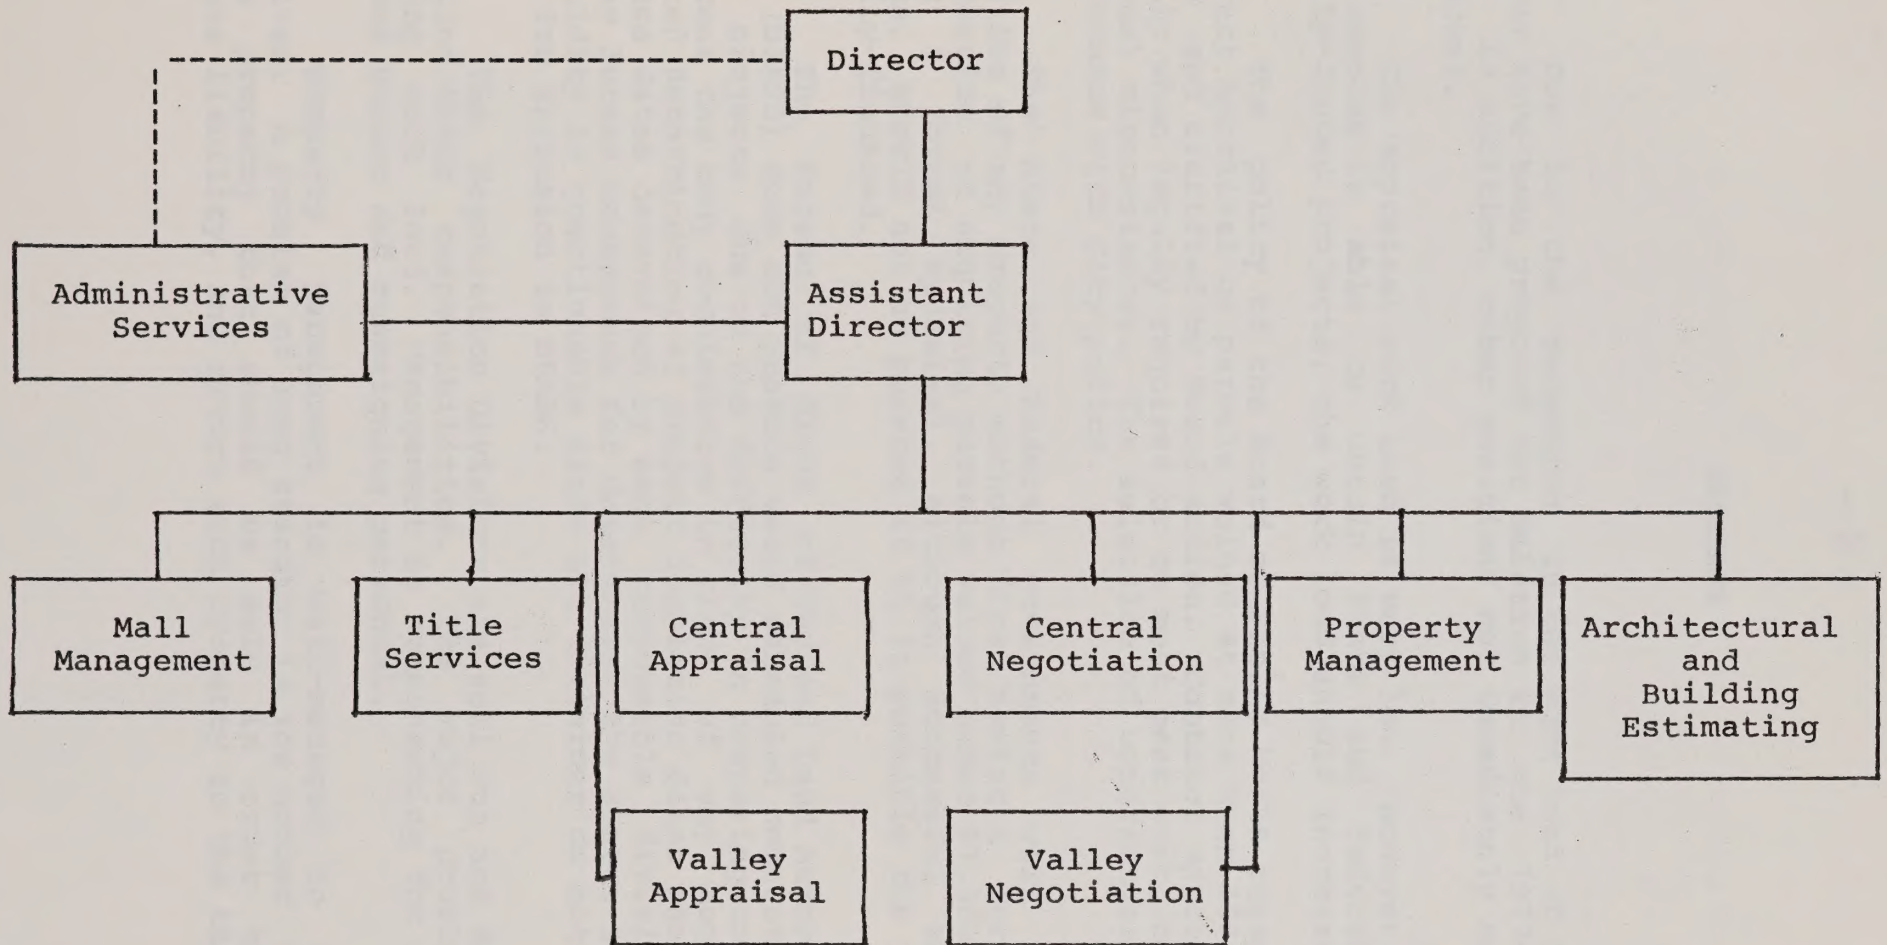 Director
Administrative
Services
Assistant
Director
Mall
Management
Title
Services
Central
Appraisal
Central
Negotiation
Property
Management
Architectural
and
Building
Estimating
Valley
Appraisal
Valley
Negotiation